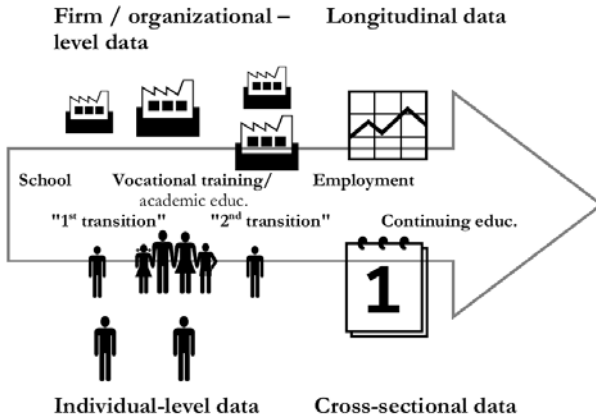 Firm / organizational –
level data
Longitudinal data
School
Vocational training/
academic educ.
Employment
"1st transition"
"2nd transition"
Continuing educ.
1
Individual-level data
Cross-sectional data